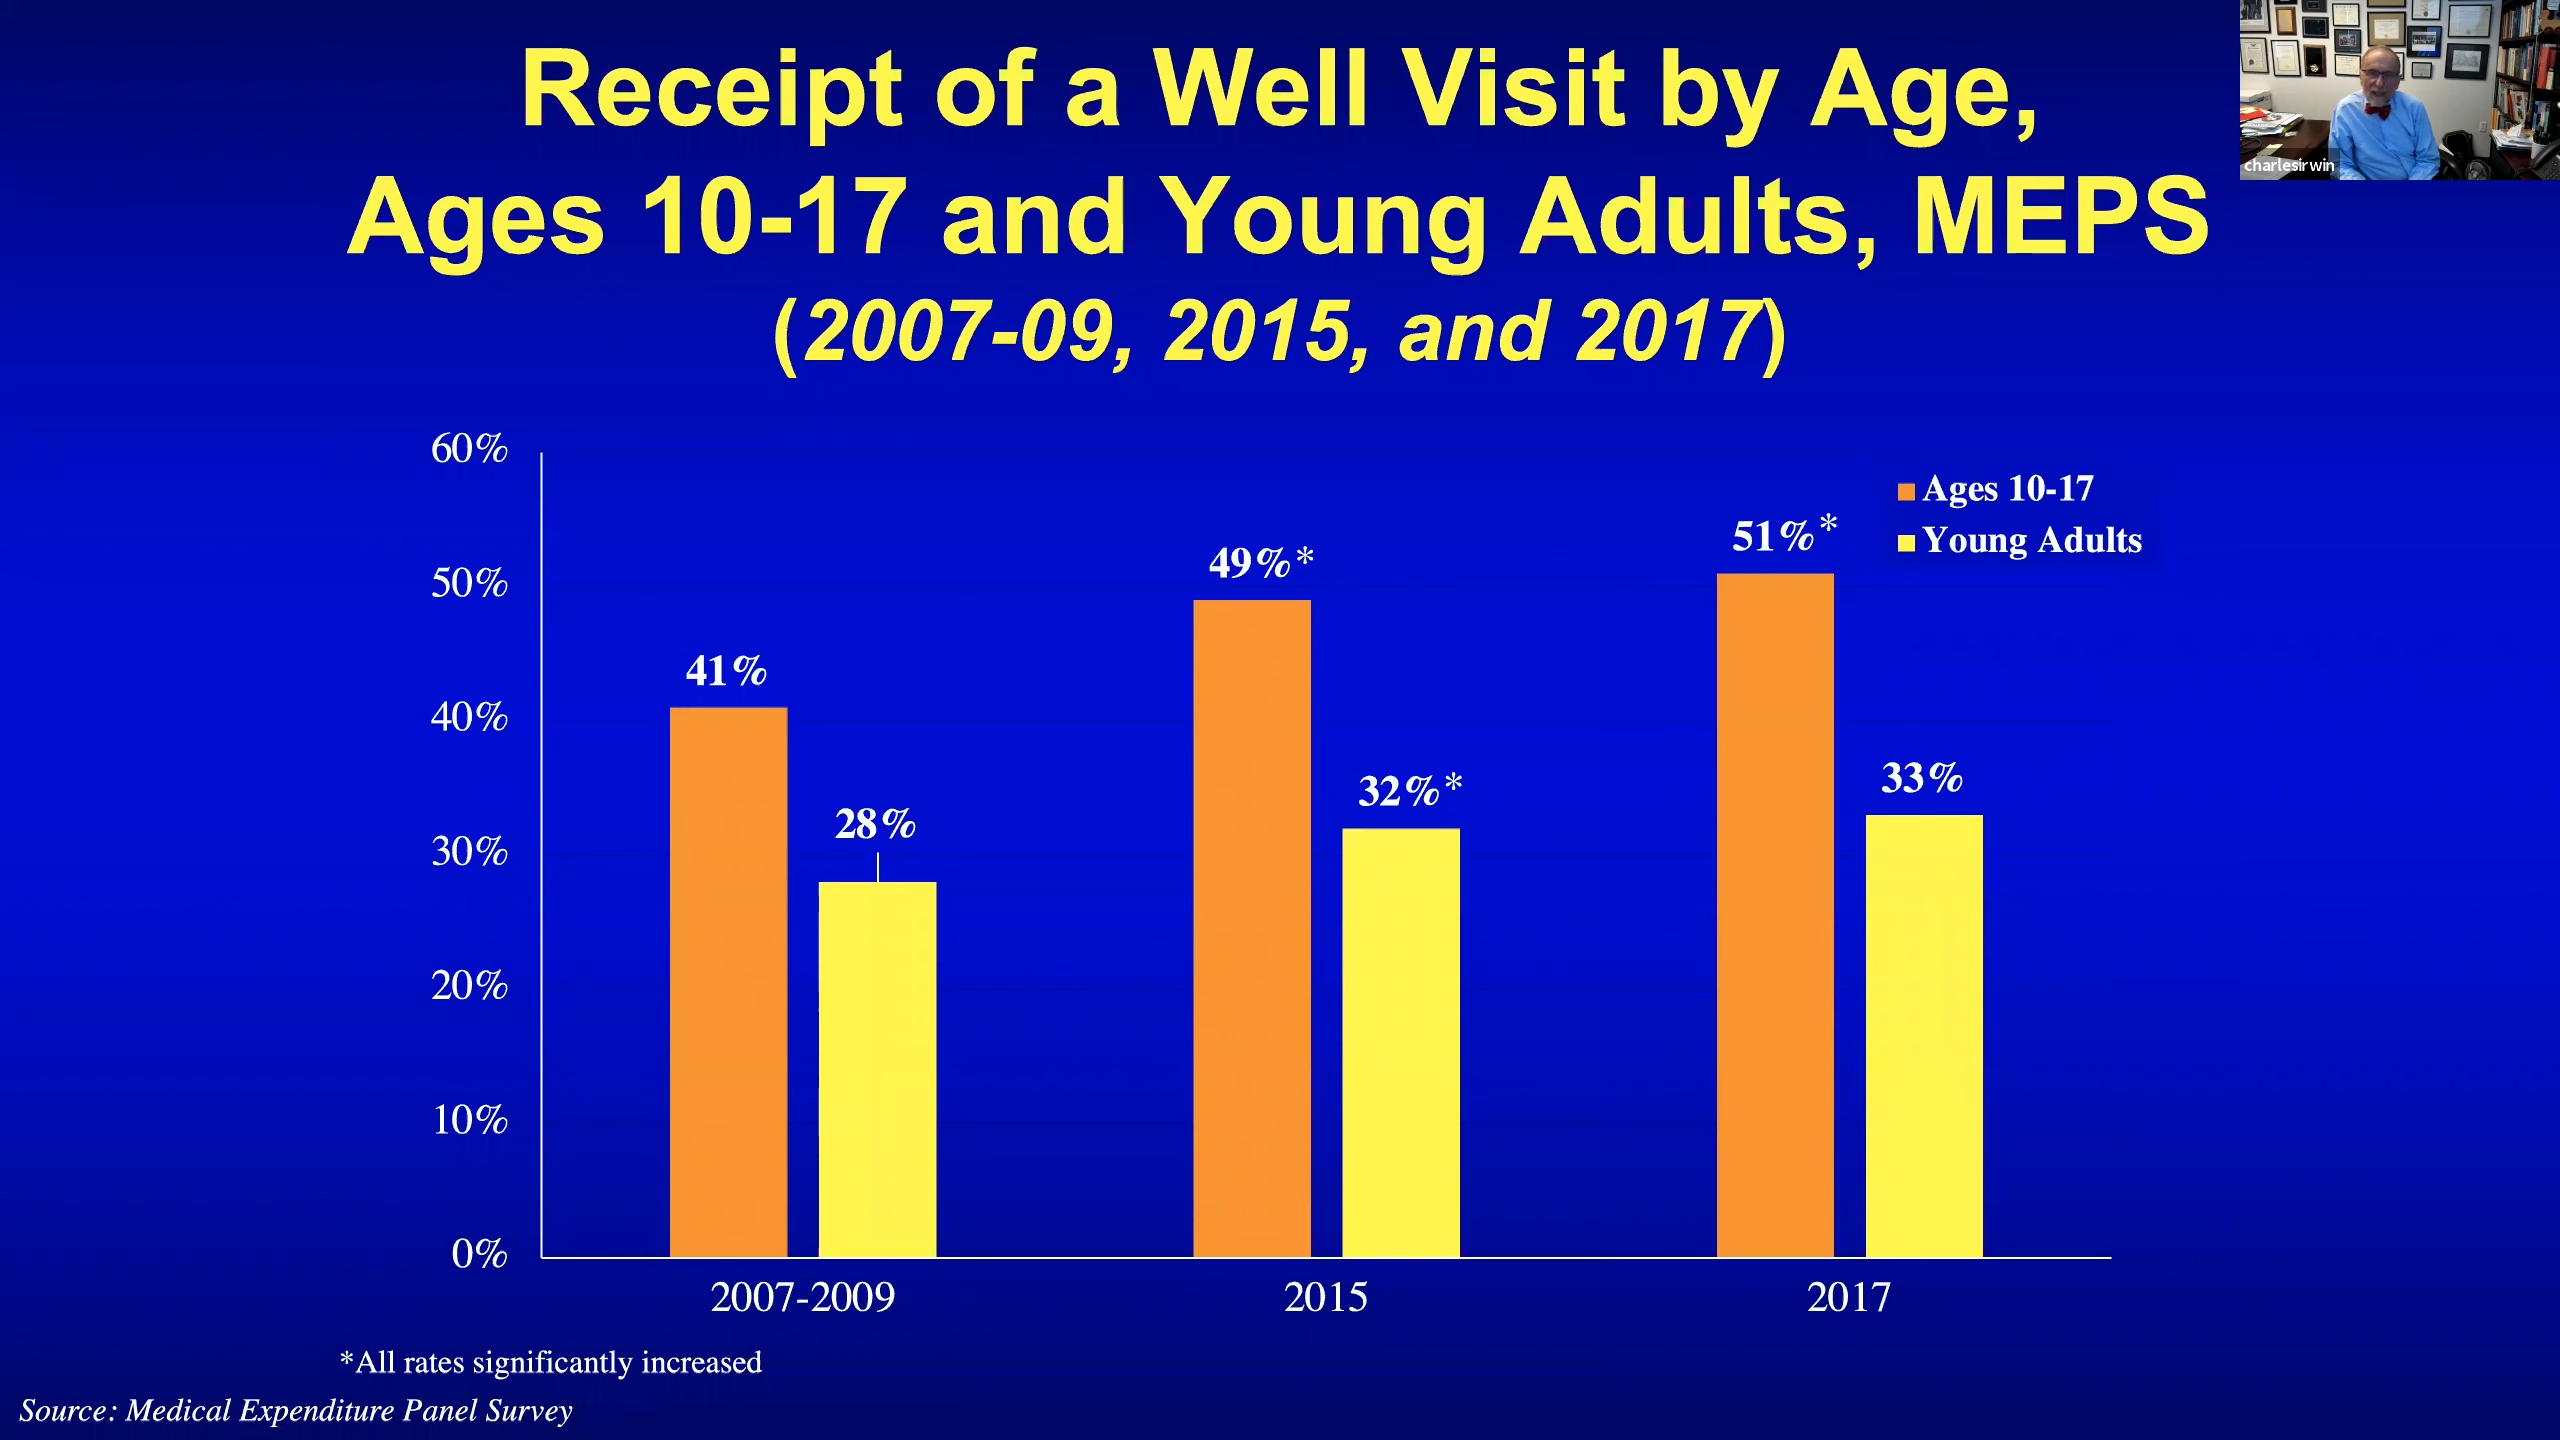 Receipt of a Well Visit by Age,
Ages 10-17 and Young Adults, MEPS
(2007-09, 2015, and 2017)
charlesirwin
60%
50%
40%
30%
20%
10%
0%
Ages 10-17
Young Adults
41%
28%
49%*
32%*
51%*
33%
2007-2009
2015
2017
*All rates significantly increased
Source: Medical Expenditure Panel Survey